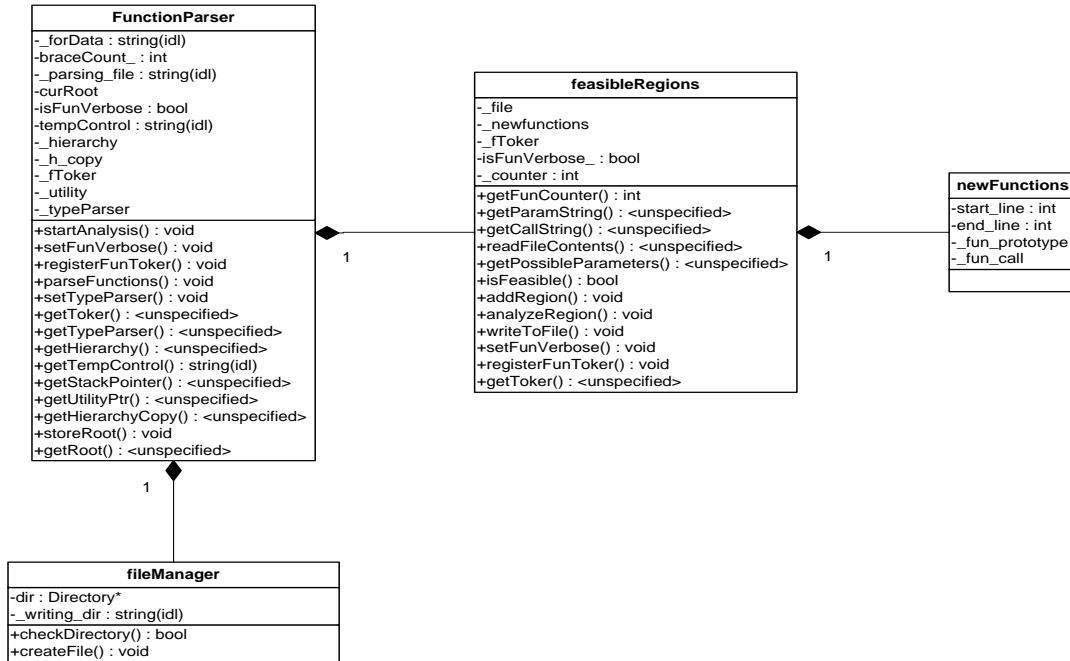 FunctionParser
-_forData : string(idl)
-braceCount_ : int
-_parsing_file : string(idl)
-curRoot
-isFunVerbose : bool
-tempControl : string(idl)
-_hierarchy
-_h_copy
-_fToker
-_utility
-_typeParser
+startAnalysis() : void
+setFunVerbose() : void
+registerFunToker() : void
+parseFunctions() : void
+setTypeParser() : void
+getToker() : <unspecified>
+getTypeParser() : <unspecified>
+getHierarchy() : <unspecified>
+getTempControl() : string(idl)
+getStackPointer() : <unspecified>
+getUtilityPtr() : <unspecified>
+getHierarchyCopy() : <unspecified>
+storeRoot() : void
+getRoot() : <unspecified>
1
feasibleRegions
-_file
-_newfunctions
-_fToker
-isFunVerbose_ : bool
-_counter : int
+getFunCounter() : int
+getParamString() : <unspecified>
+getCallString() : <unspecified>
+readFileContents() : <unspecified>
+getPossibleParameters() : <unspecified>
+isFeasible() : bool
+addRegion() : void
+analyzeRegion() : void
+writeToFile() : void
+setFunVerbose() : void
+registerFunToker() : void
+getToker() : <unspecified>
1
newFunctions
-start_line : int
-end_line : int
-_fun_prototype
-_fun_call
1
fileManager
-dir : Directory*
-_writing_dir : string(idl)
+checkDirectory() : bool
+createFile() : void